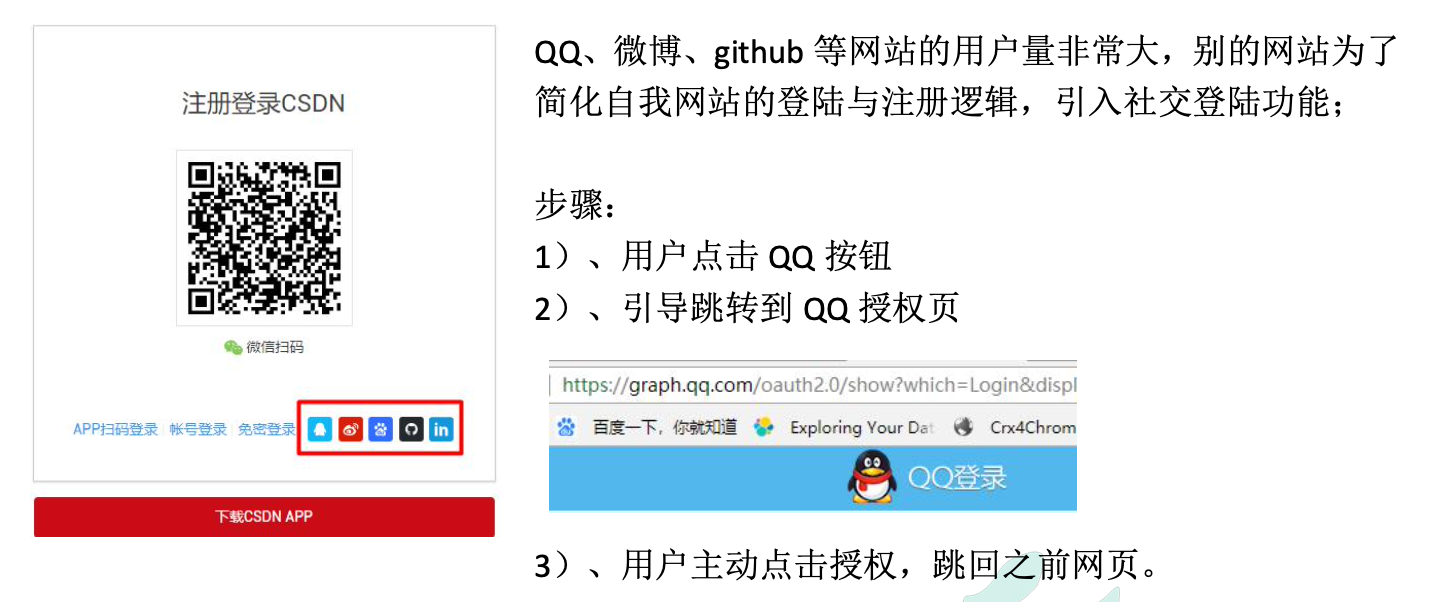 注册登录CSDN
微信扫码
APP扫码登录 帐号登录 免密登录
in
下载CSDN APP
QQ、微博、github 等网站的用户量非常大，别的网站为了
简化自我网站的登陆与注册逻辑，引入社交登陆功能；
步骤：
1）、用户点击 QQ 按钮
2）、引导跳转到 QQ 授权页
https://graph.qq.com/oauth2.0/show?which=Login&displ
百度一下，你就知道 Exploring Your Dat Crx4Chrom
QQ登录
3）、用户主动点击授权，跳回之前网页。